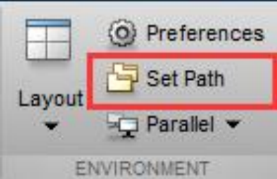 Preferences
Set Path
Layout
Parallel
ENVIRONMENT